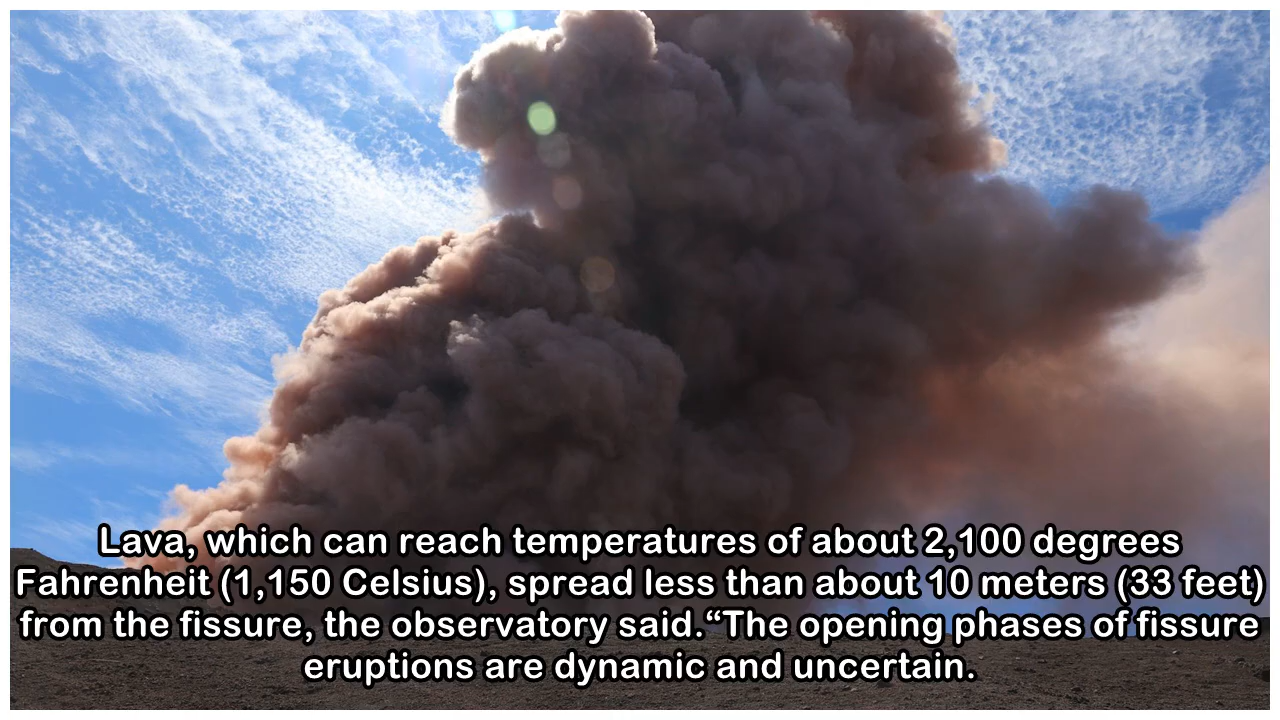 Lava, which can reach temperatures of about 2,100 degrees
Fahrenheit (1,150 Celsius), spread less than about 10 meters (33 feet)
from the fissure, the observatory said.“The opening phases of fissure
eruptions are dynamic and uncertain.